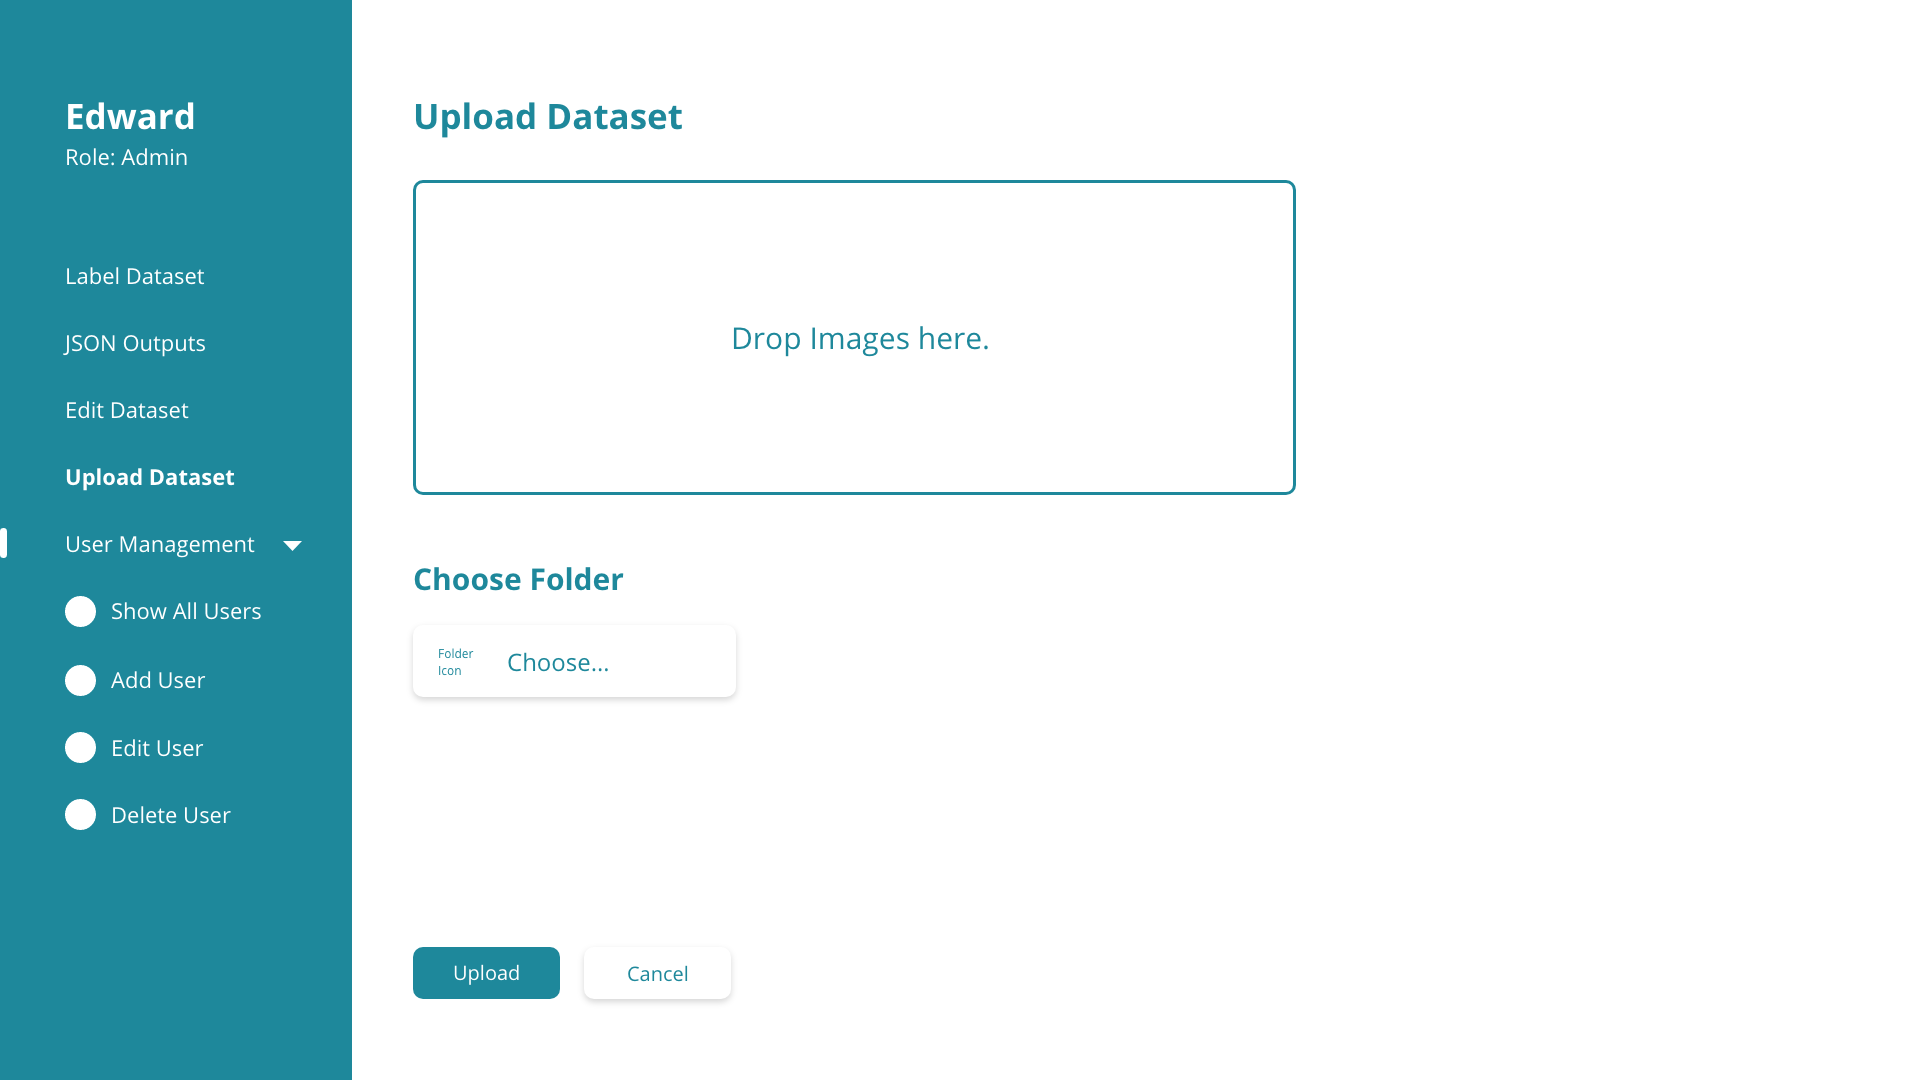 Edward
Role: Admin
Label Dataset
JSON Outputs
Edit Dataset
Upload Dataset
User Management
Show All Users
Add User
Edit User
Delete User
Upload Dataset
Drop Images here.
Choose Folder
Folder
Icon
Choose...
Upload
Cancel